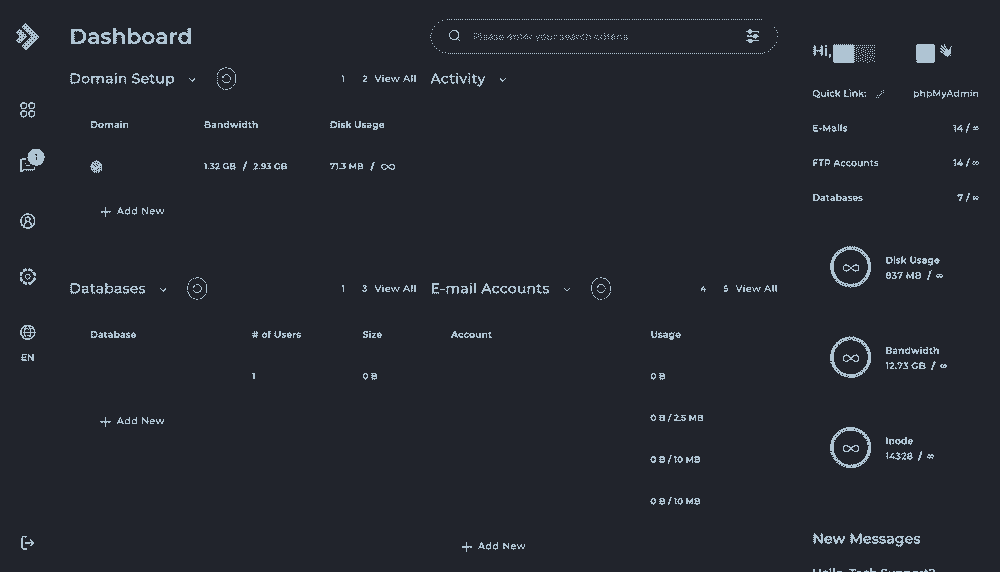 Dashboard
Please enter your search criteria
Domain Setup
1 2 View All
Activity
Domain Bandwidth Disk Usage
1.32 GB / 2.93 GB 71.3 MB / ∞
+ Add New
Databases
1 3 View All
E-mail Accounts
4 5 View All
Database # of Users Size
1 0 B
+ Add New
Account Usage
0 B
0 B / 2.5 MB
0 B / 10 MB
0 B / 10 MB
+ Add New
1
EN
Hi,
Quick Link: phpMyAdmin
E-Mails 14 / ∞
FTP Accounts 14 / ∞
Databases 7 / ∞
Disk Usage
837 MB / ∞
Bandwidth
12.73 GB / ∞
Inode
14328 / ∞
New Messages
Hello, Tech Support?